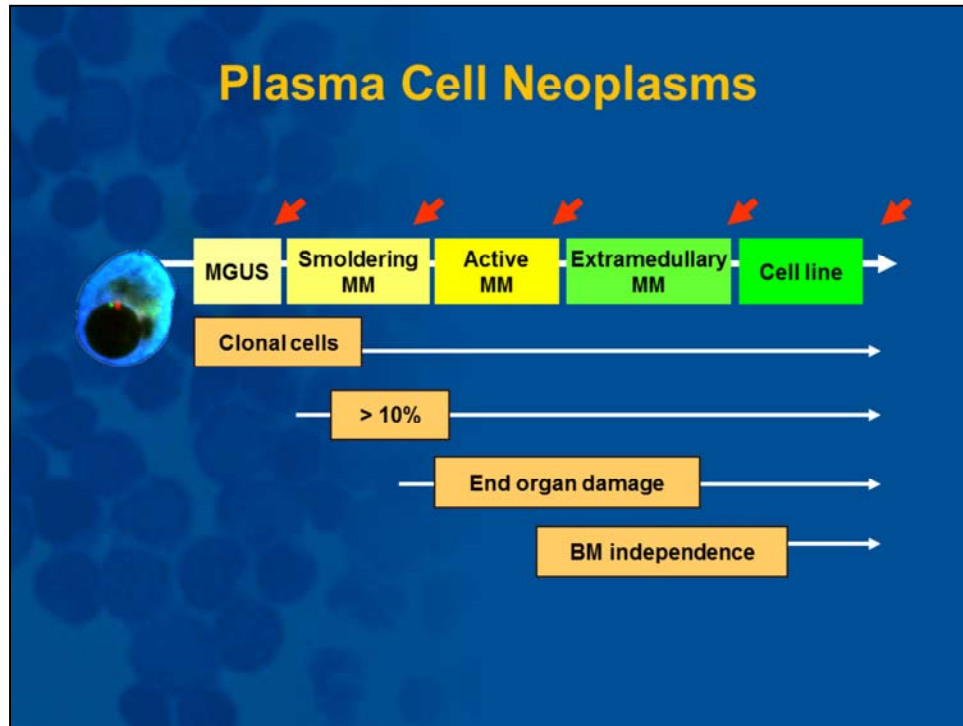 Plasma Cell Neoplasms
MGUS
Smoldering
MM
Active
MM
Extramedullary
MM
Cell line
Clonal cells
> 10%
End organ damage
BM independence